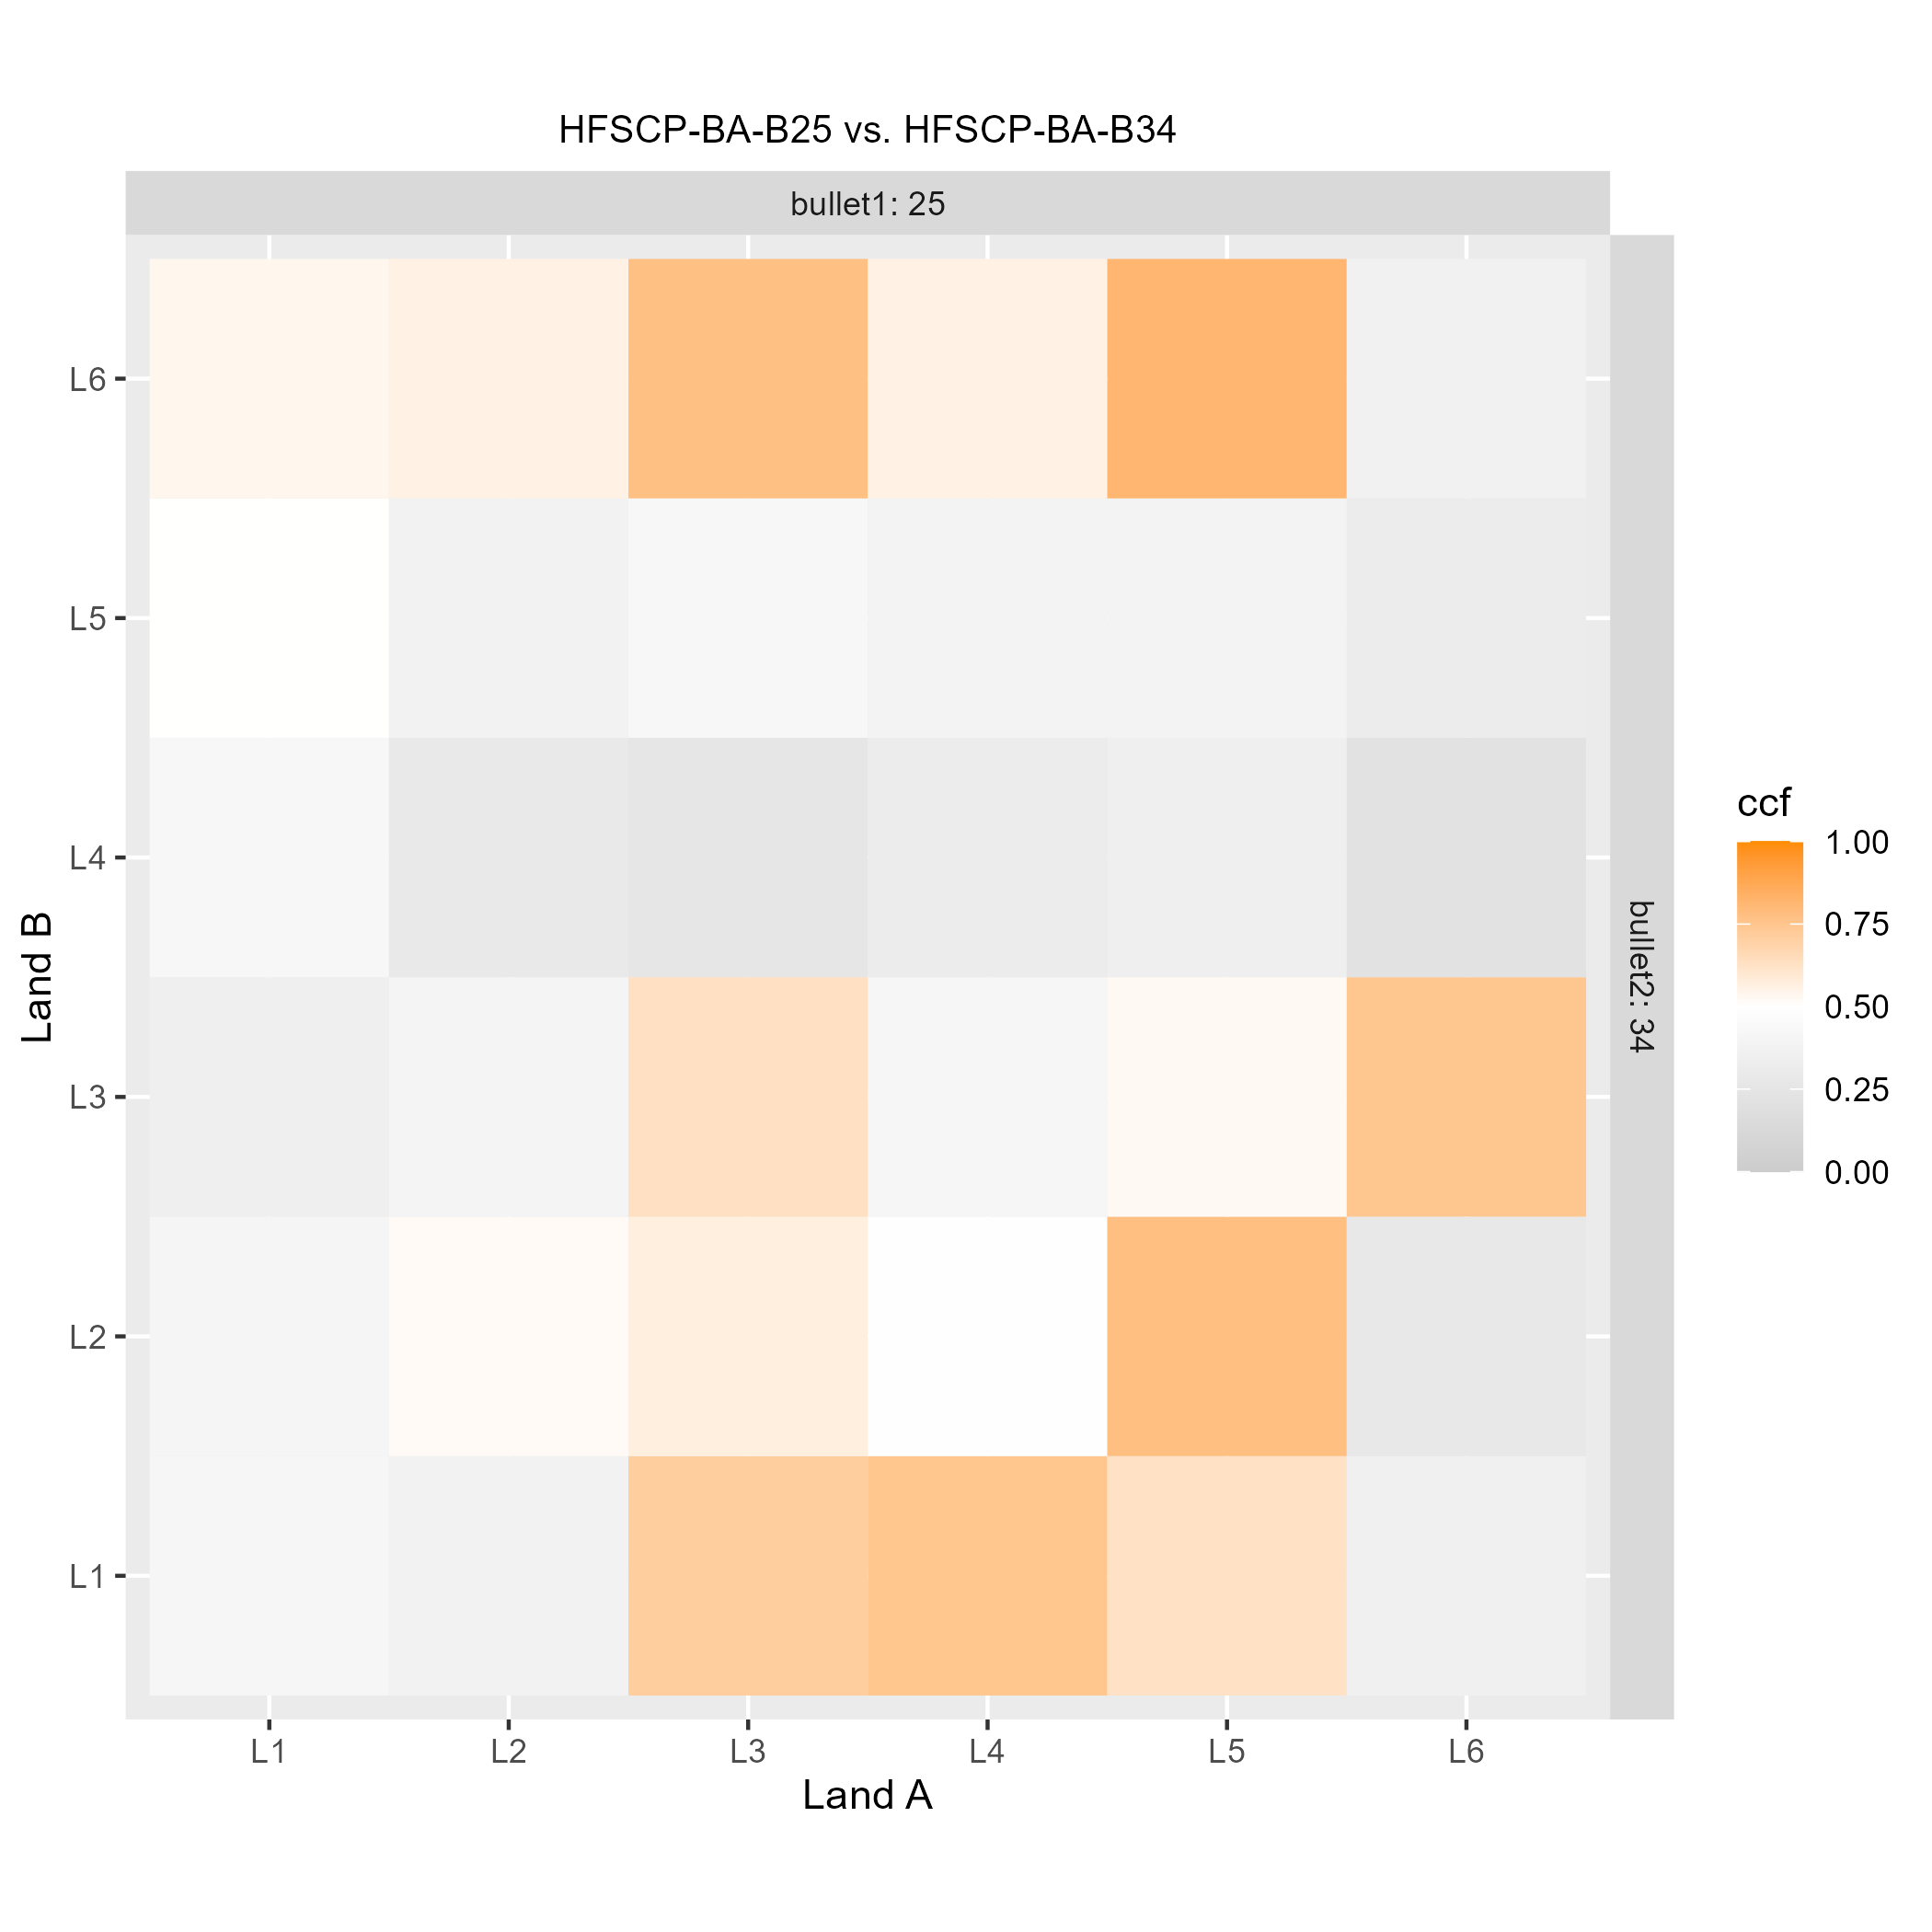 HFSCP-BA-B25 vs. HFSCP-BA-B34
bullet1: 25
L6
L5
L4
L3
L2
L1
Land B
bullet2: 34
ccf
1.00
0.75
0.50
0.25
0.00
L1 L2 L3 L4 L5 L6
Land A